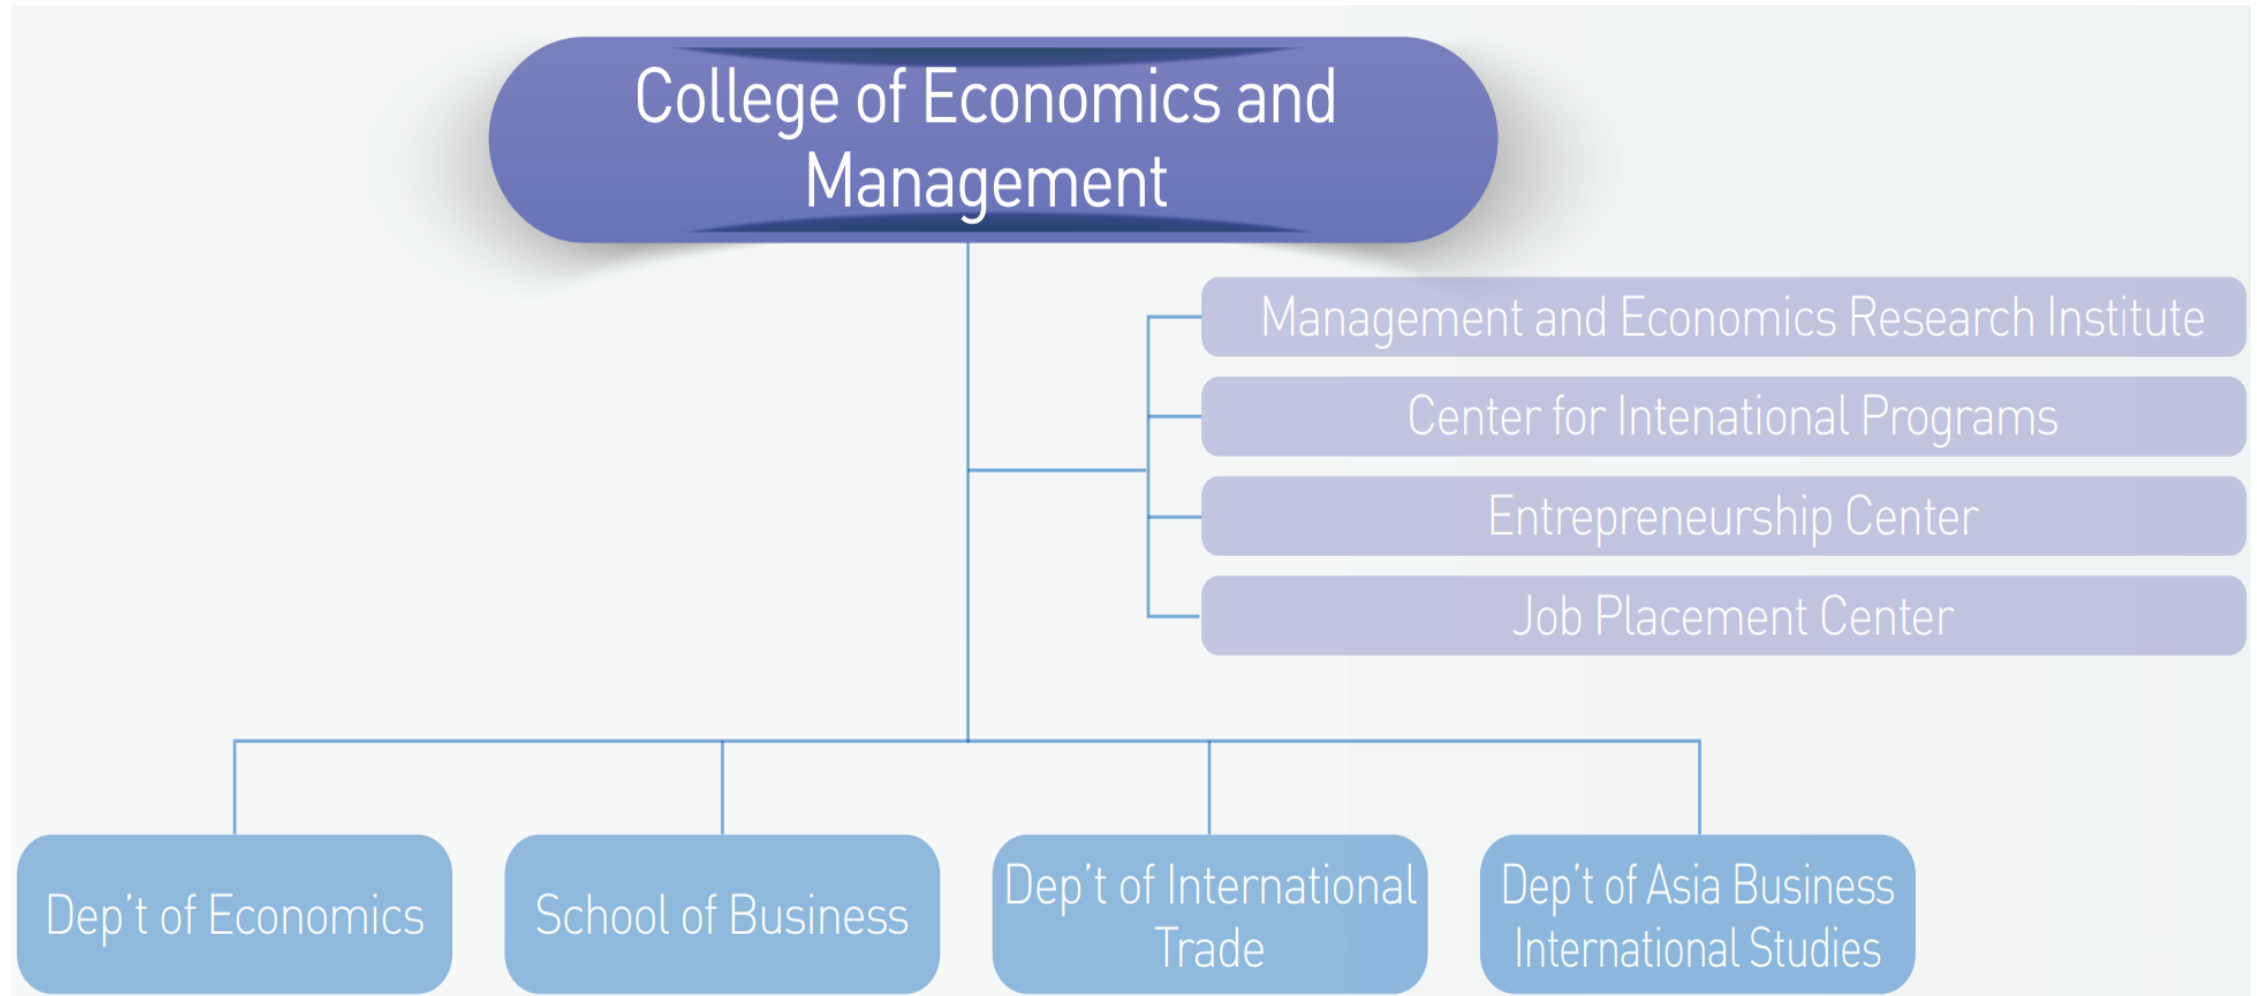 College of Economics and
Management
Management and Economics Research Institute
Center for Intenational Programs
Entrepreneurship Center
Job Placement Center
Dep’t of Economics
School of Business
Dep’t of International
Trade
Dep’t of Asia Business
International Studies